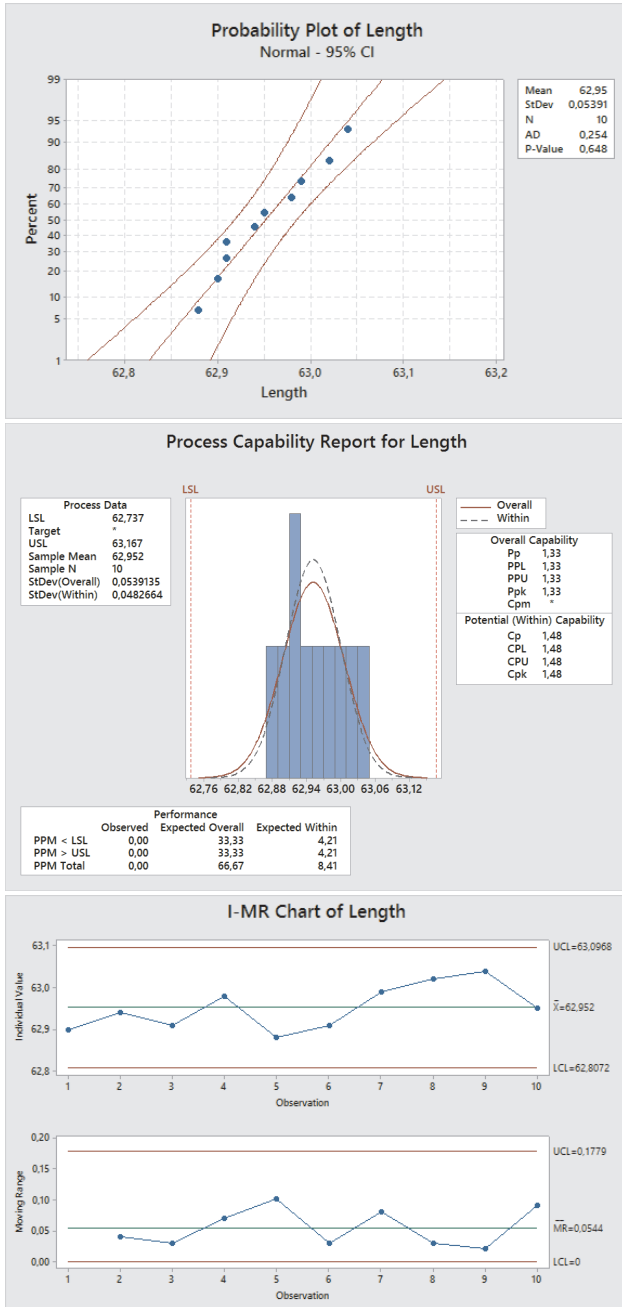 Probability Plot of Length
Normal - 95% CI
99
95
90
80
70
60
50
40
30
20
10
5
1
Percent
62,8 62,9 63,0 63,1 63,2
Length
Mean 62,95
StDev 0,05391
N 10
AD 0,254
P-Value 0,648
Process Capability Report for Length
LSL USL
Process Data
LSL 62,737
Target *
USL 63,167
Sample Mean 62,952
Sample N 10
StDev(Overall) 0,0539135
StDev(Within) 0,0482664
Overall
Within
Overall Capability
Pp 1,33
PPL 1,33
PPU 1,33
Ppk 1,33
Cpm *
Potential (Within) Capability
Cp 1,48
CPL 1,48
CPU 1,48
Cpk 1,48
62,76 62,82 62,88 62,94 63,00 63,06 63,12
Performance
Observed Expected Overall Expected Within
PPM < LSL 0,00 33,33 4,21
PPM > USL 0,00 33,33 4,21
PPM Total 0,00 66,67 8,41
I-MR Chart of Length
Individual Value
63,1
63,0
62,9
62,8
UCL=63,0968
X̄=62,952
LCL=62,8072
1 2 3 4 5 6 7 8 9 10
Observation
Moving Range
0,20
0,15
0,10
0,05
0,00
UCL=0,1779
M̅R̅=0,0544
LCL=0
1 2 3 4 5 6 7 8 9 10
Observation